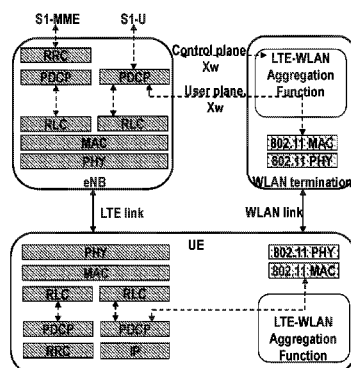 S1-MME S1-U
RRC
PDCP PDCP
RLC RLC
MAC
PHY
eNB
Control plane,
Xw
User plane,
Xw
LTE-WLAN
Aggregation
Function
802.11 MAC
802.11 PHY
WLAN termination
LTE link
WLAN link
UE
PHY
MAC
RLC RLC
PDCP PDCP
RRC IP
802.11 PHY
802.11 MAC
LTE-WLAN
Aggregation
Function